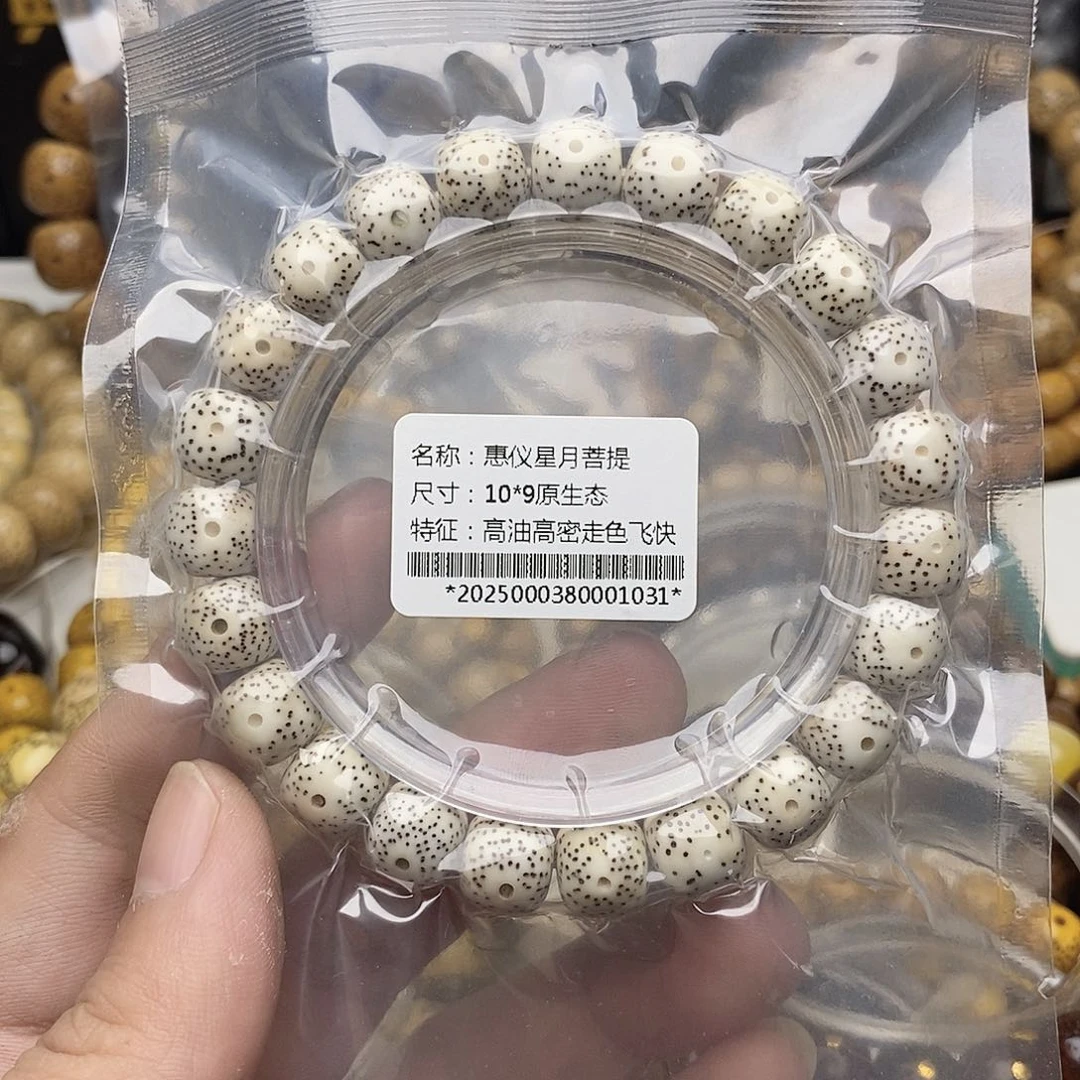 名称：惠仪星月菩提
尺寸：10*9原生态
特征：高油高密走色飞快
*2025000380001031*